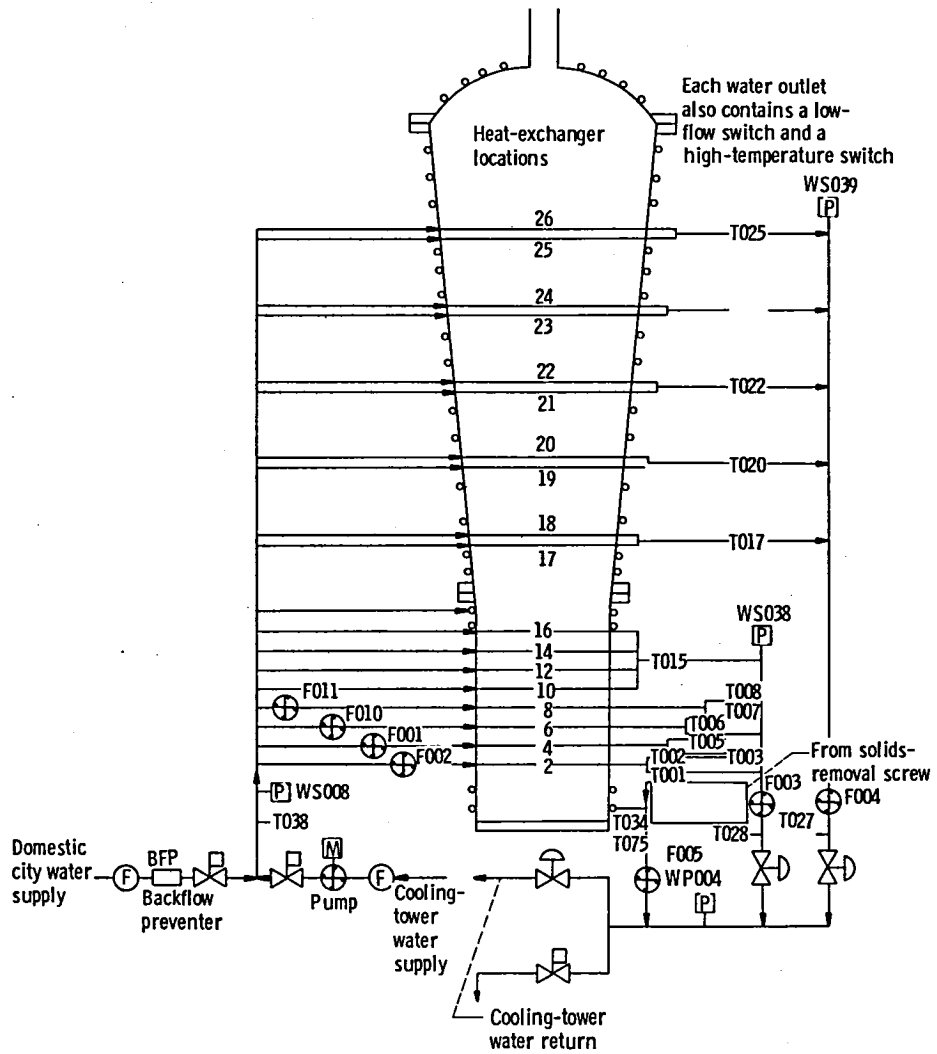 Each water outlet
also contains a low-
flow switch and a
high-temperature switch
Heat-exchanger
locations
WS039
[P]
26
T025
25
24
23
22
T022
21
20
T020
19
18
T017
17
WS038
[P]
16
14
T015
12
10
T008
F011
8
T007
F010
6
T006
F001
4
T005
From solids-
removal screw
F002
2
T002
T003
T001
F003
[P] WS008
F004
T034
T027
T038
T028
T075
Domestic
city water
supply
BFP
M
F005
F
F
WP004
Backflow
preventer
Pump
Cooling-
tower
water
supply
[P]
Cooling-tower
water return